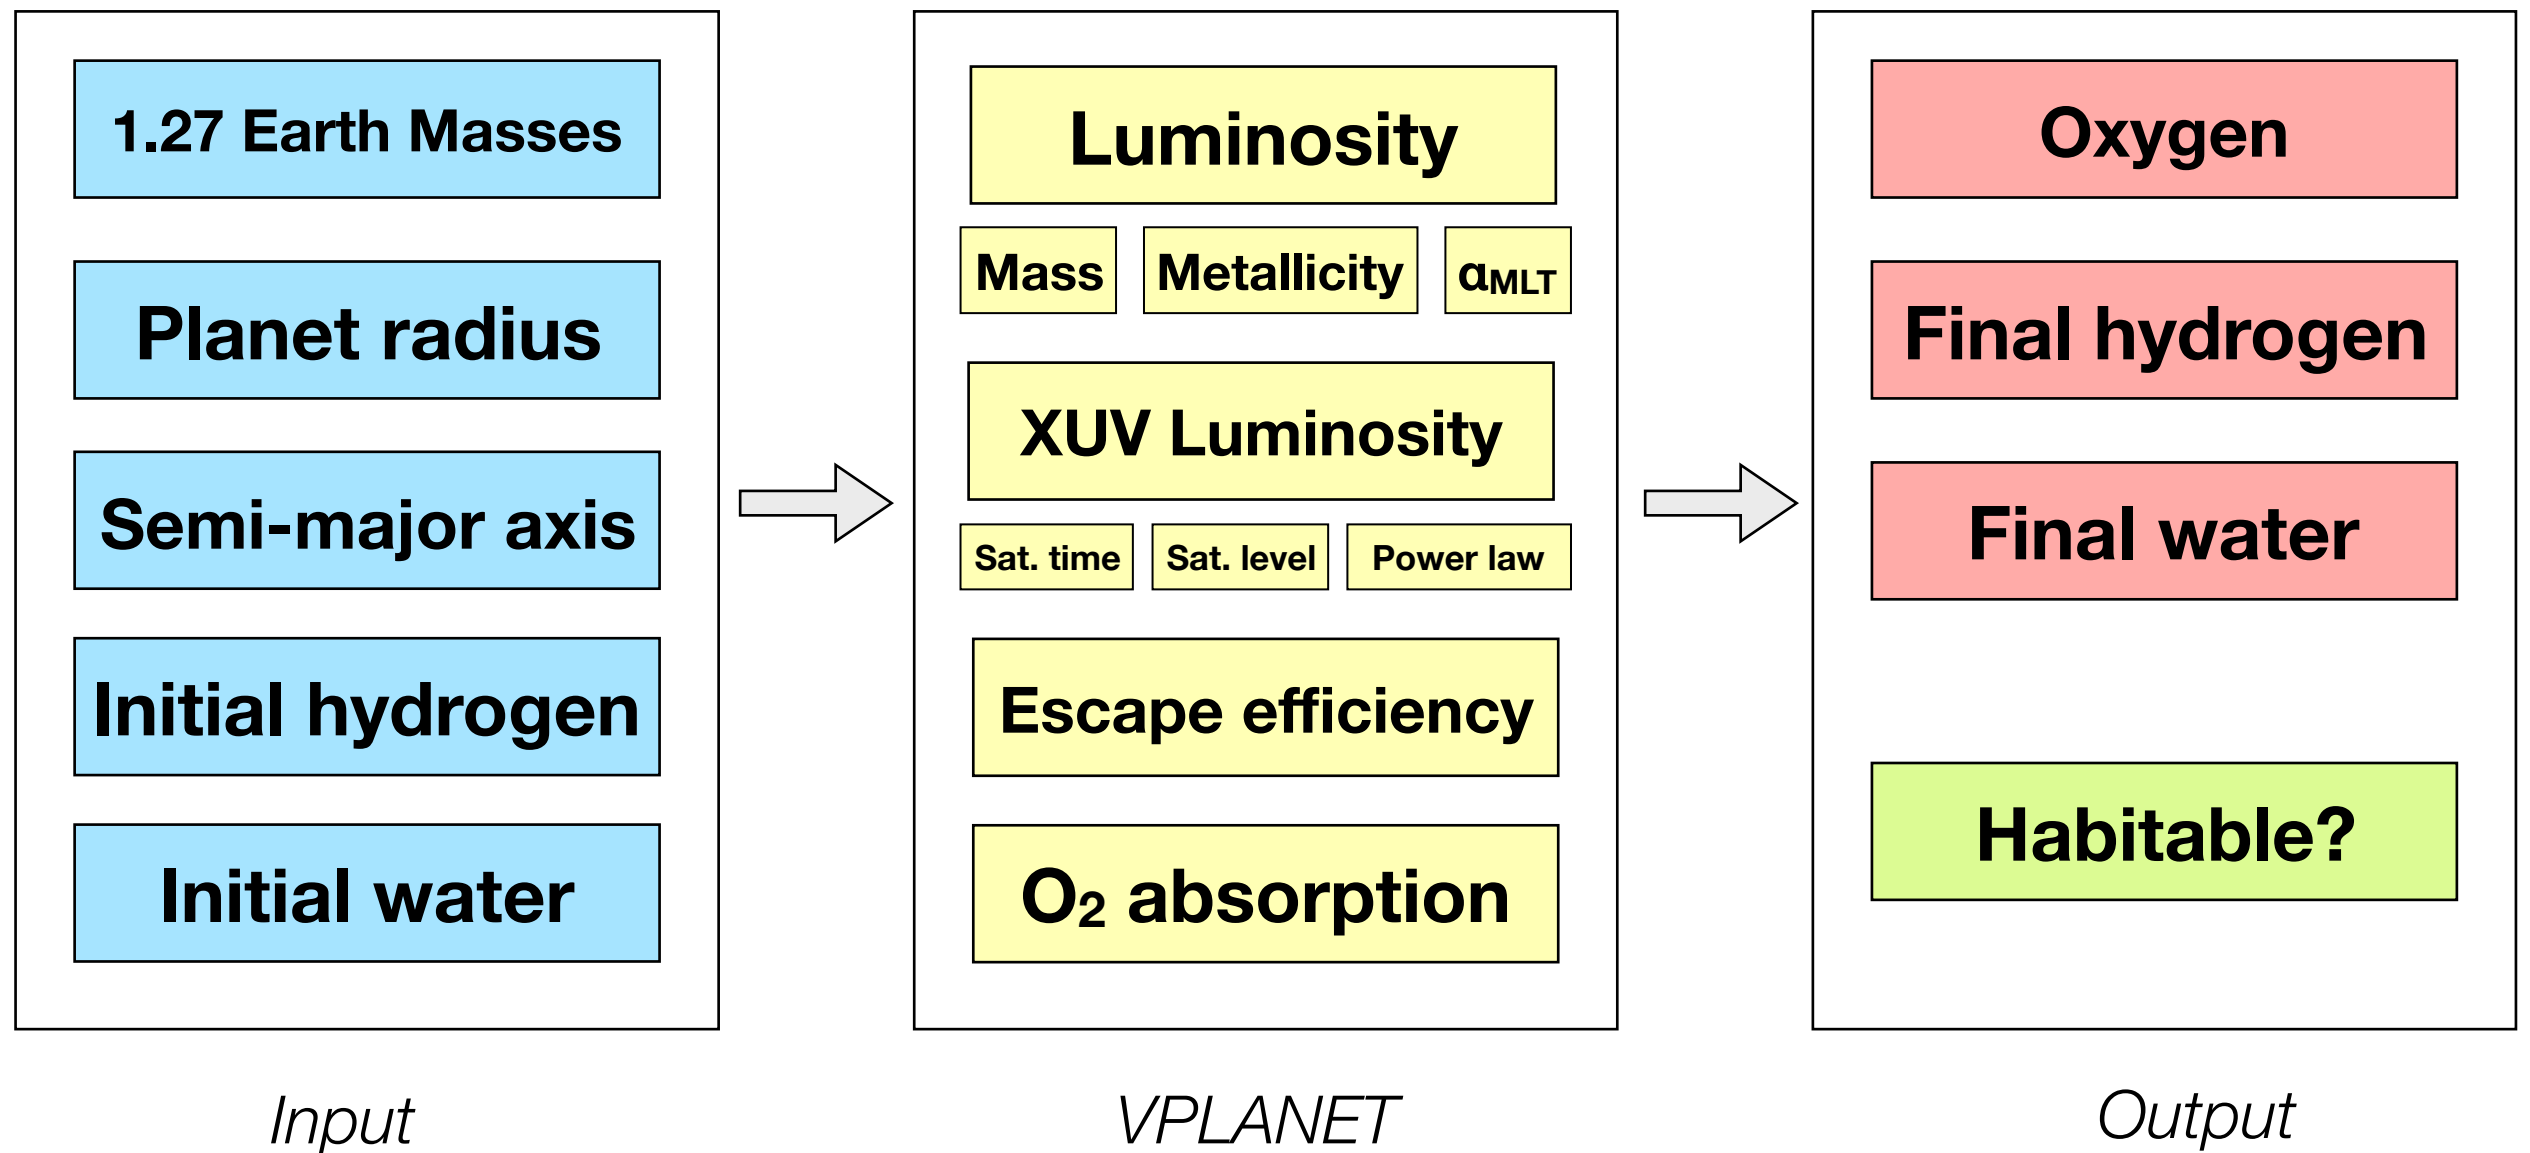 1.27 Earth Masses
Planet radius
Semi-major axis
Initial hydrogen
Initial water
Input
Luminosity
Mass Metallicity αMLT
XUV Luminosity
Sat. time Sat. level Power law
Escape efficiency
O₂ absorption
VPLANET
Oxygen
Final hydrogen
Final water
Habitable?
Output